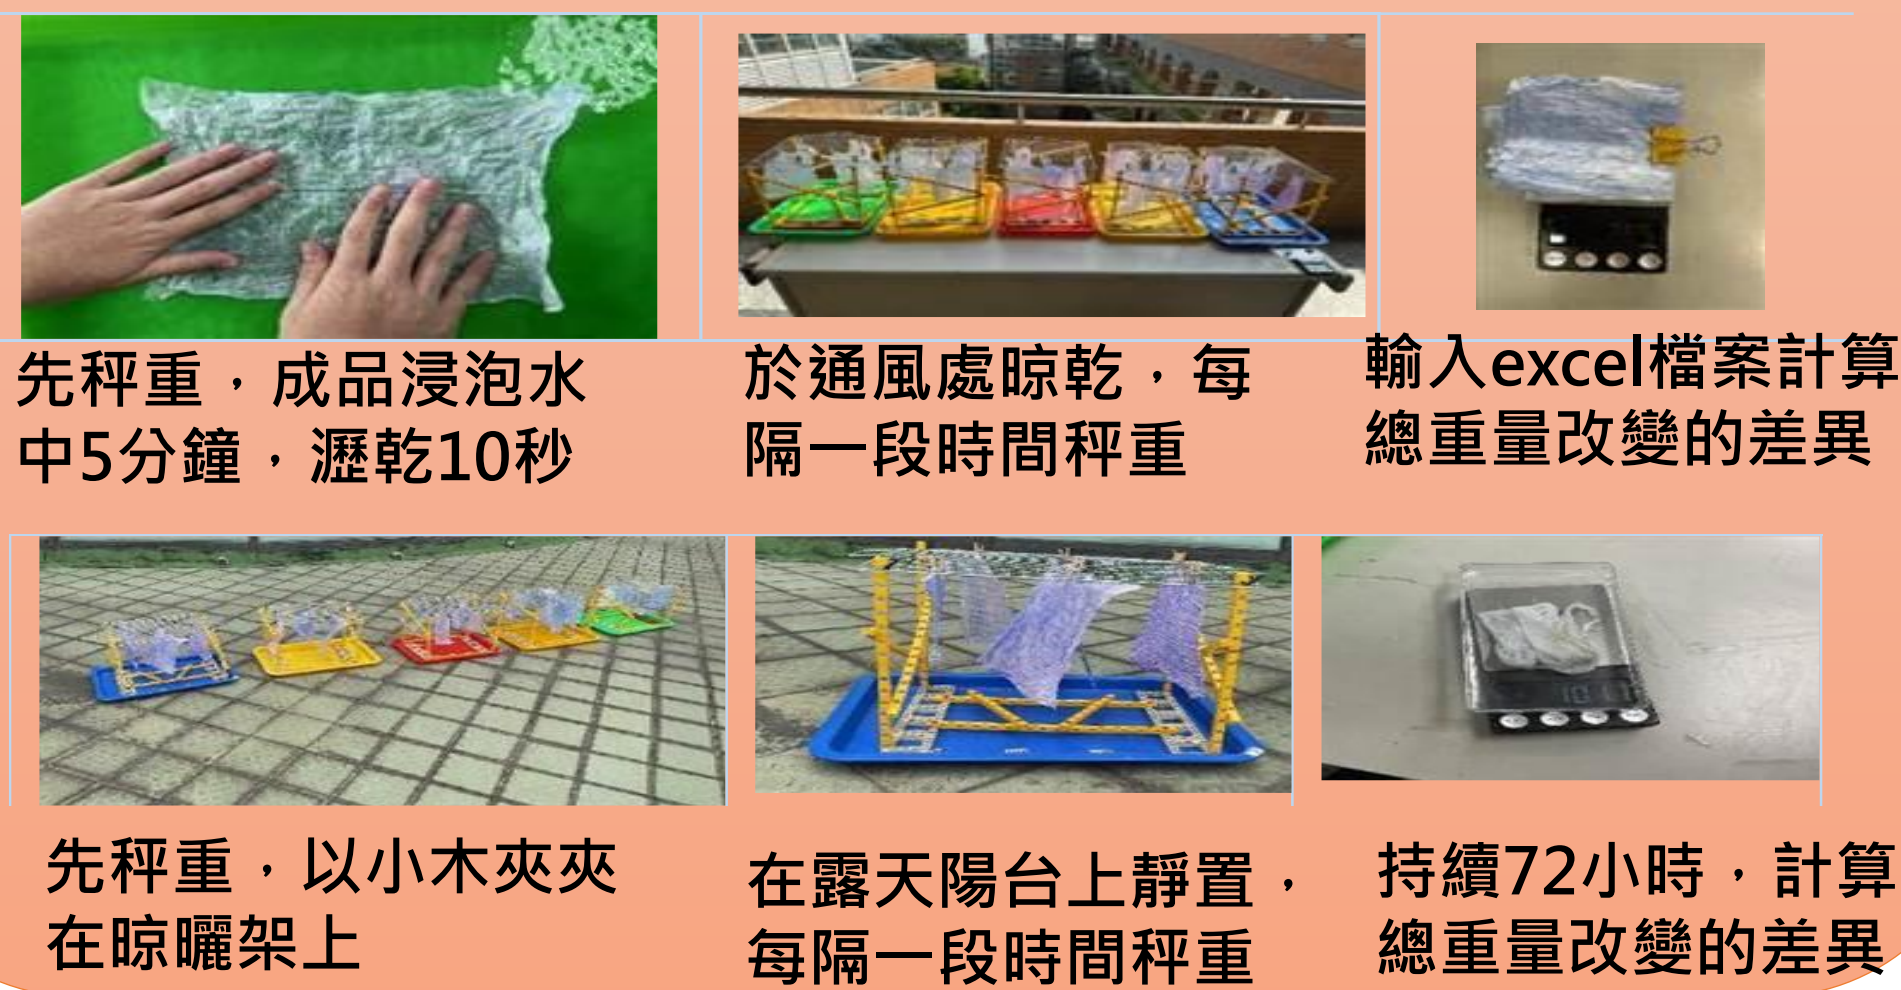 先秤重，成品浸泡水
中5分鐘，瀝乾10秒
於通風處晾乾，每
隔一段時間秤重
輸入excel檔案計算
總重量改變的差異
先秤重，以小木夾夾
在晾曬架上
在露天陽台上靜置，
每隔一段時間秤重
持續72小時，計算
總重量改變的差異